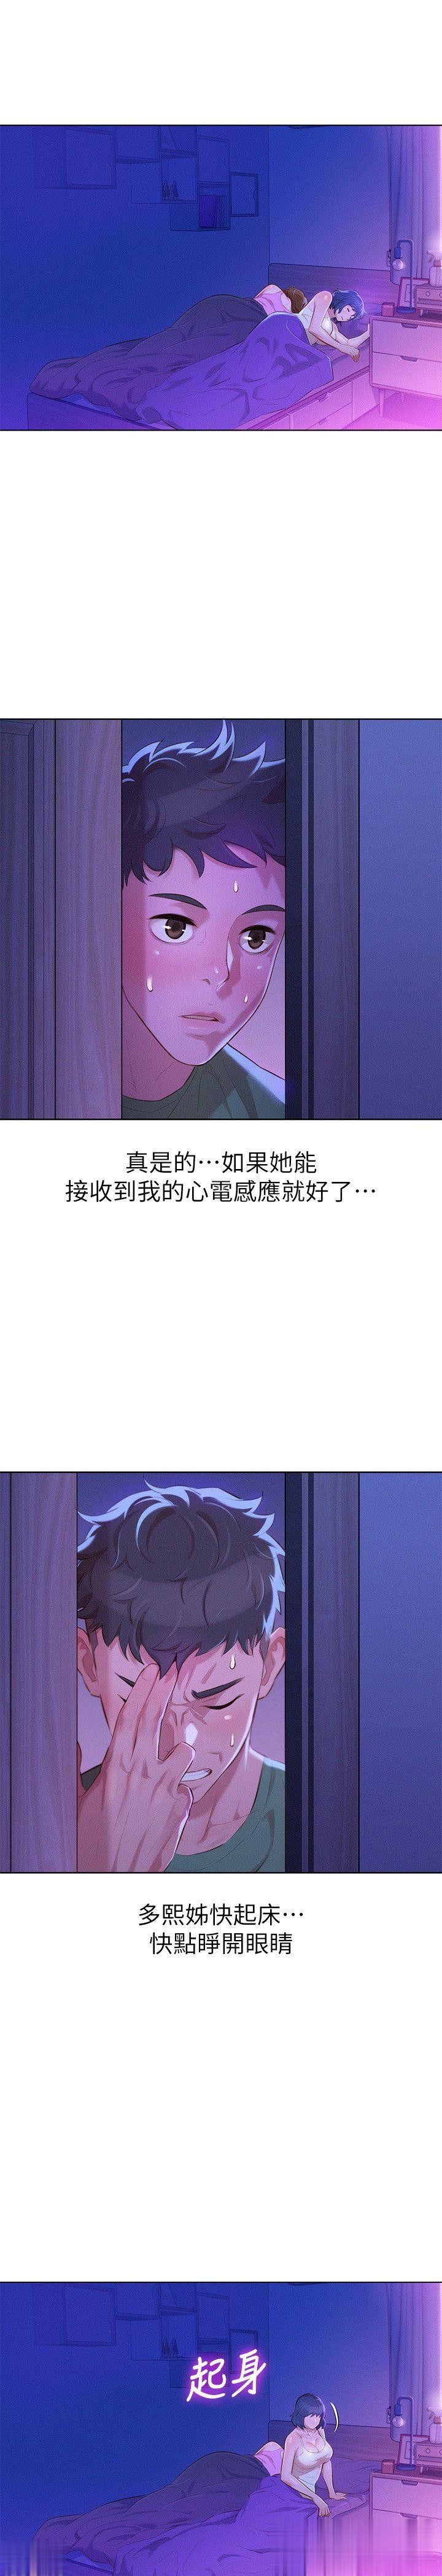 真是的⋯如果她能
接收到我的心電感應就好了⋯
多熙姊快起床⋯
快點睜開眼睛
起身